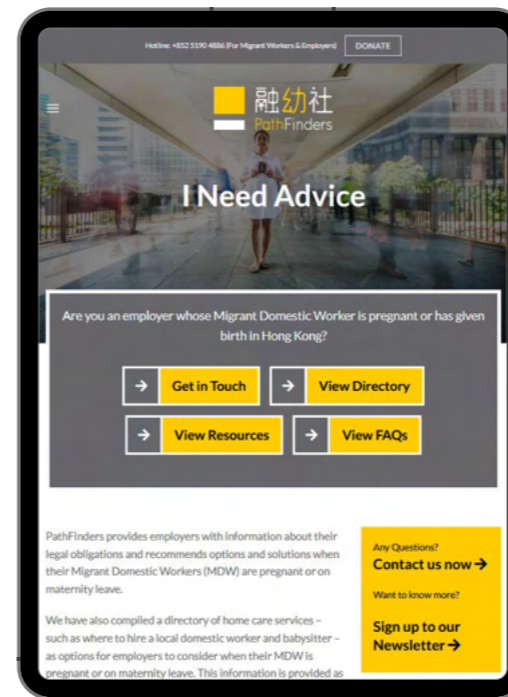 Hotline: +852 5190 4886 (For Migrant Workers & Employers)
DONATE
融幼社
PathFinders
I Need Advice
Are you an employer whose Migrant Domestic Worker is pregnant or has given
birth in Hong Kong?
Get in Touch
View Directory
View Resources
View FAQs
PathFinders provides employers with information about their
legal obligations and recommends options and solutions when
their Migrant Domestic Workers (MDW) are pregnant or on
maternity leave.
We have also compiled a directory of home care services –
such as where to hire a local domestic worker and babysitter –
as options for employers to consider when their MDW is
pregnant or on maternity leave. This information is provided as
Any Questions?
Contact us now
Want to know more?
Sign up to our
Newsletter